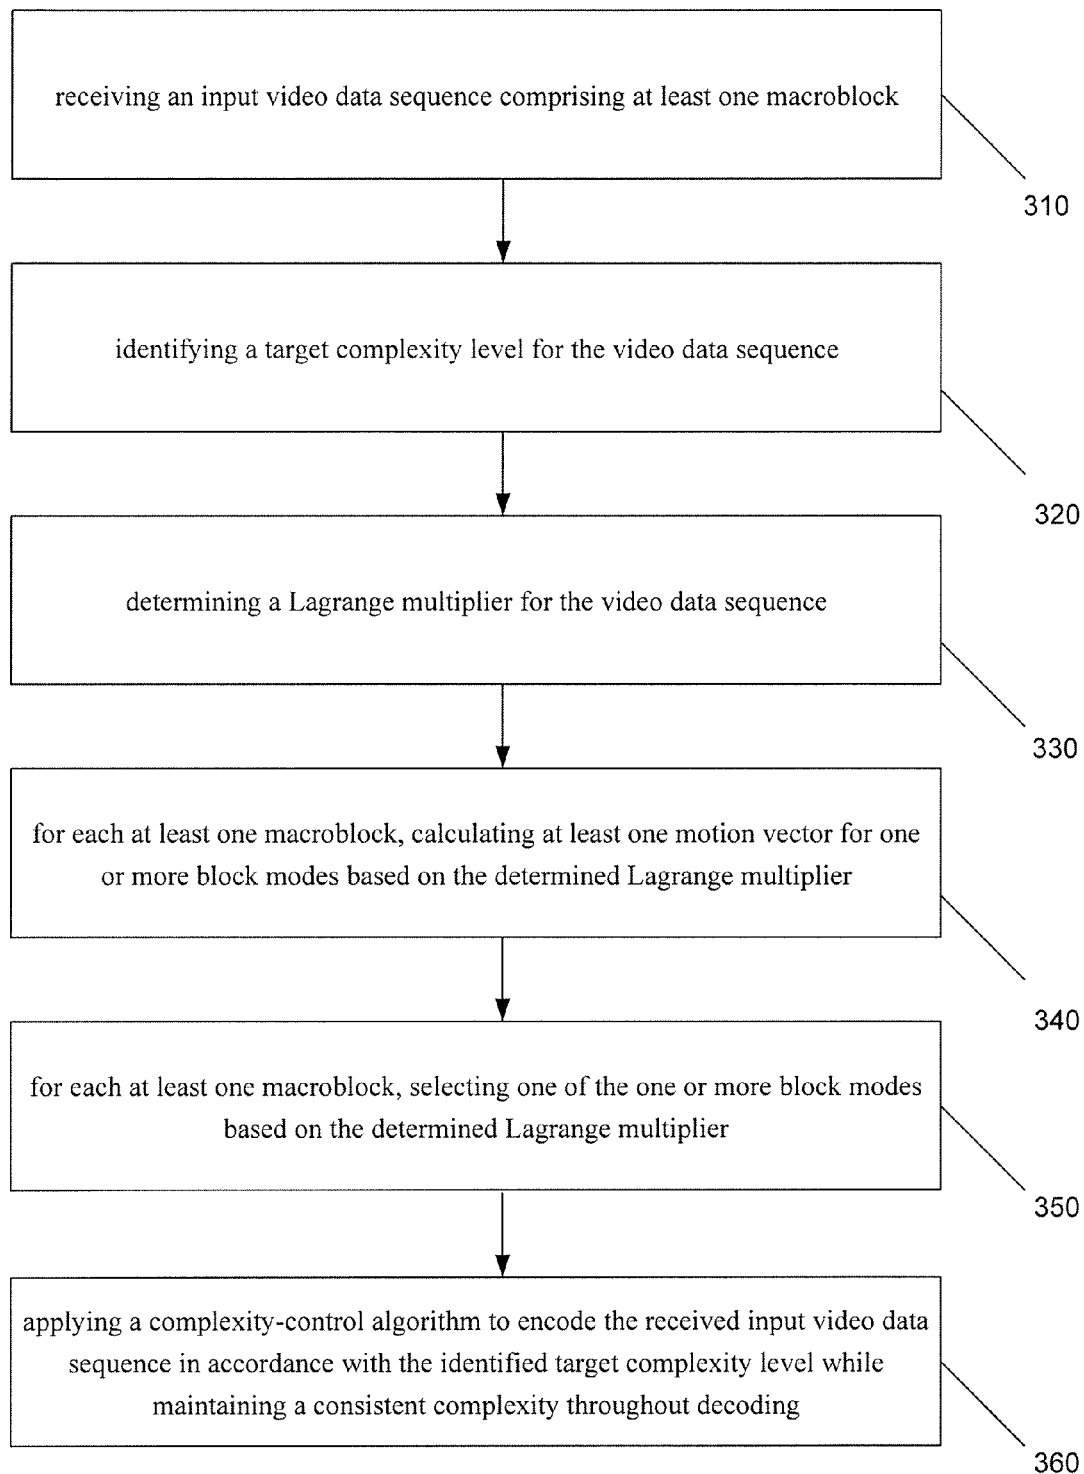 receiving an input video data sequence comprising at least one macroblock
310
identifying a target complexity level for the video data sequence
320
determining a Lagrange multiplier for the video data sequence
330
for each at least one macroblock, calculating at least one motion vector for one
or more block modes based on the determined Lagrange multiplier
340
for each at least one macroblock, selecting one of the one or more block modes
based on the determined Lagrange multiplier
350
applying a complexity-control algorithm to encode the received input video data
sequence in accordance with the identified target complexity level while
maintaining a consistent complexity throughout decoding
360